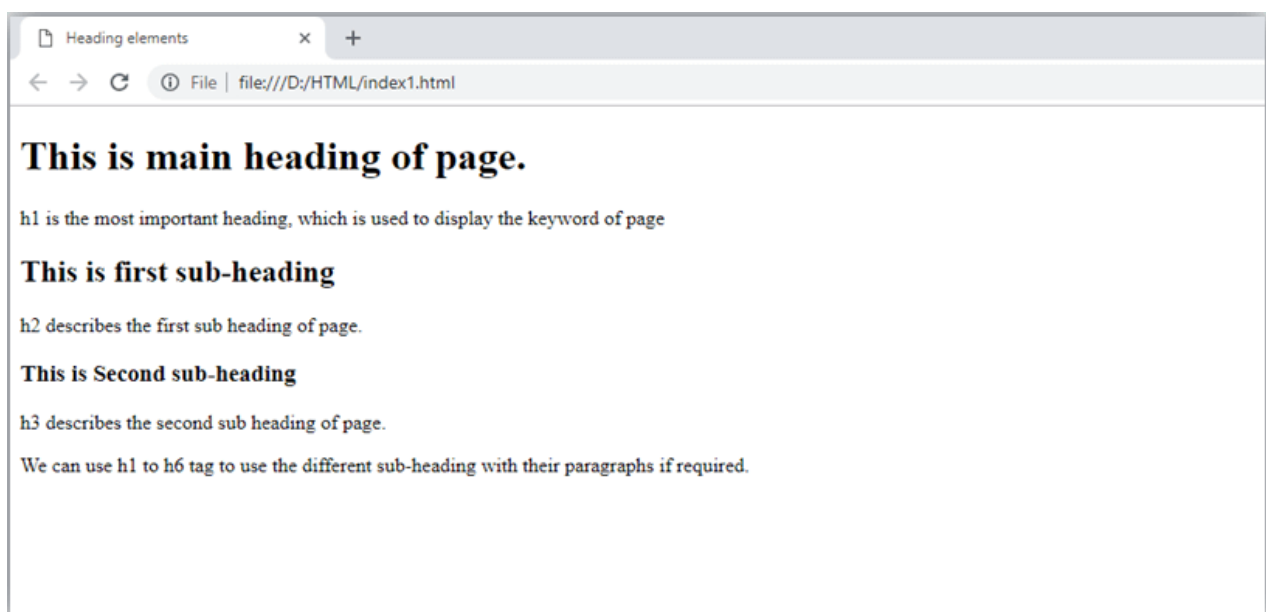 Heading elements
File | file:///D:/HTML/index1.html
This is main heading of page.
h1 is the most important heading, which is used to display the keyword of page
This is first sub-heading
h2 describes the first sub heading of page.
This is Second sub-heading
h3 describes the second sub heading of page.
We can use h1 to h6 tag to use the different sub-heading with their paragraphs if required.